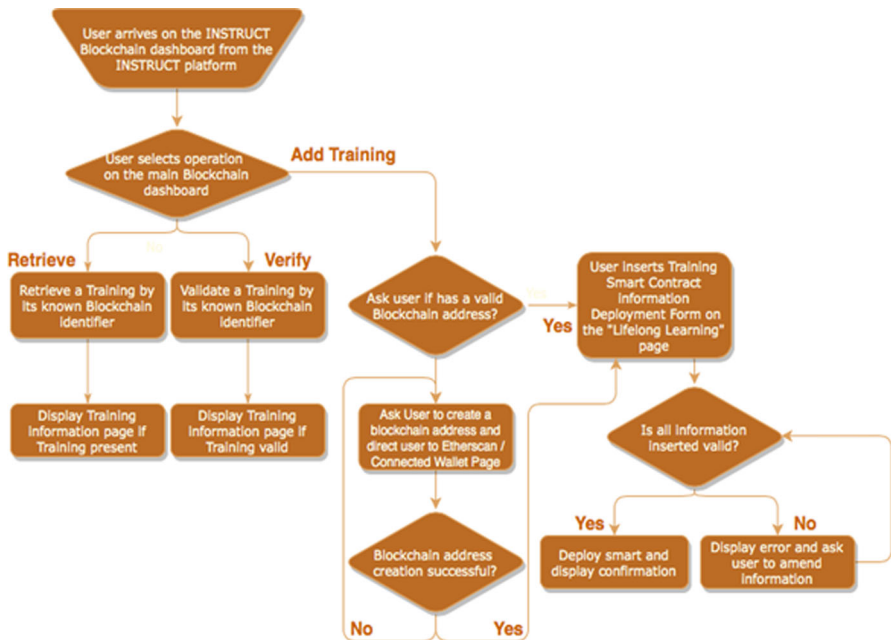 User arrives on the INSTRUCT
Blockchain dashboard from the
INSTRUCT platform
User selects operation
on the main Blockchain
dashboard
Add Training
No
Retrieve
Verify
Retrieve a Training by
its known Blockchain
identifier
Validate a Training by
its known Blockchain
identifier
Ask user if has a valid
Blockchain address?
Yes
Yes
User inserts Training
Smart Contract
information
Deployment Form on
the "Lifelong Learning"
page
Display Training
information page if
Training present
Display Training
information page if
Training valid
Ask User to create a
blockchain address and
direct user to Etherscan /
Connected Wallet Page
Is all information
inserted valid?
Blockchain address
creation successful?
Yes
No
Deploy smart and
display confirmation
Display error and ask
user to amend
information
No
Yes